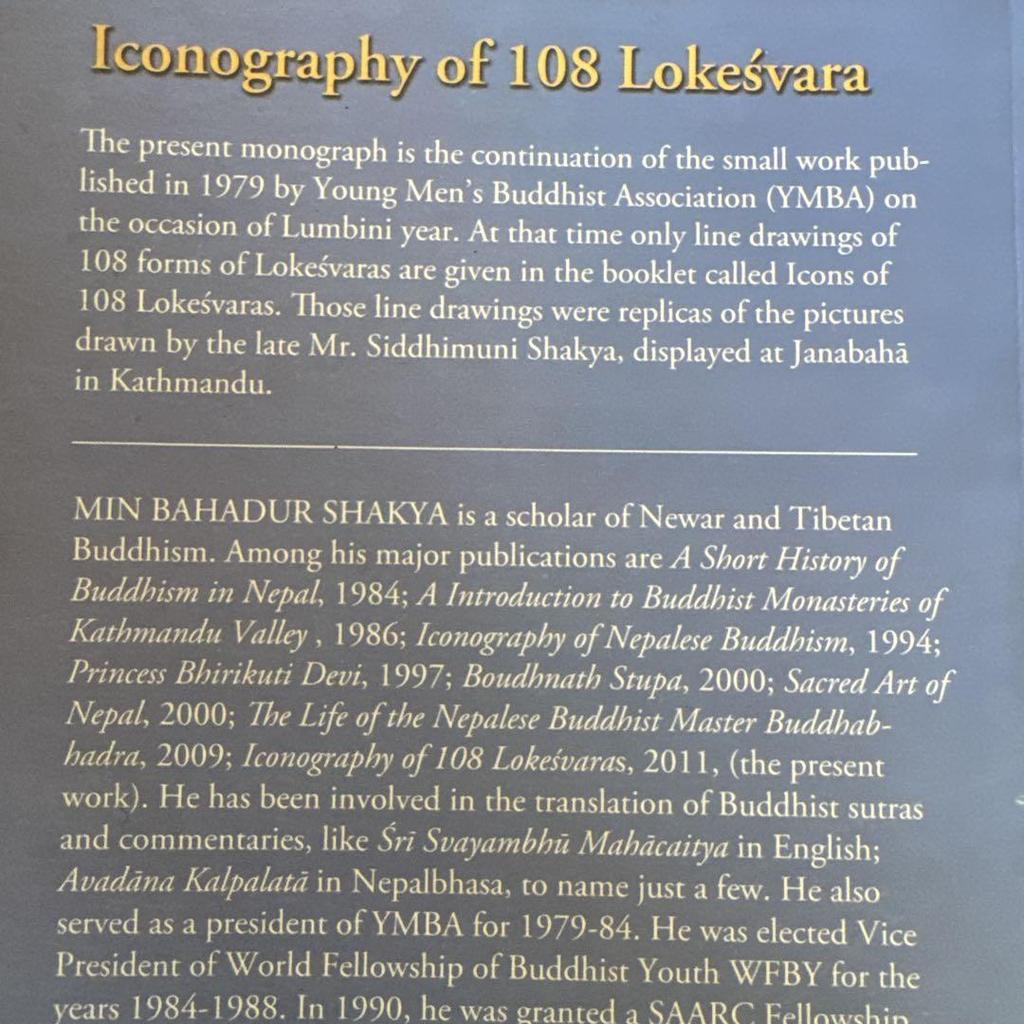 Iconography of 108 Lokeśvara
The present monograph is the continuation of the small work pub-
lished in 1979 by Young Men's Buddhist Association (YMBA) on
the occasion of Lumbini year. At that time only line drawings of
108 forms of Lokeśvaras are given in the booklet called Icons of
108 Lokeśvaras. Those line drawings were replicas of the pictures
drawn by the late Mr. Siddhimuni Shakya, displayed at Janabahā
in Kathmandu.
MIN BAHADUR SHAKYA is a scholar of Newar and Tibetan
Buddhism. Among his major publications are A Short History of
Buddhism in Nepal, 1984; A Introduction to Buddhist Monasteries of
Kathmandu Valley , 1986; Iconography of Nepalese Buddhism, 1994;
Princess Bhirikuti Devi, 1997; Boudhnath Stupa, 2000; Sacred Art of
Nepal, 2000; The Life of the Nepalese Buddhist Master Buddhab-
hadra, 2009; Iconography of 108 Lokeśvaras, 2011, (the present
work). He has been involved in the translation of Buddhist sutras
and commentaries, like Śrī Svayambhū Mahācaitya in English;
Avadāna Kalpalatā in Nepalbhasa, to name just a few. He also
served as a president of YMBA for 1979-84. He was elected Vice
President of World Fellowship of Buddhist Youth WFBY for the
years 1984-1988. In 1990, he was granted a SAARC Fellowship